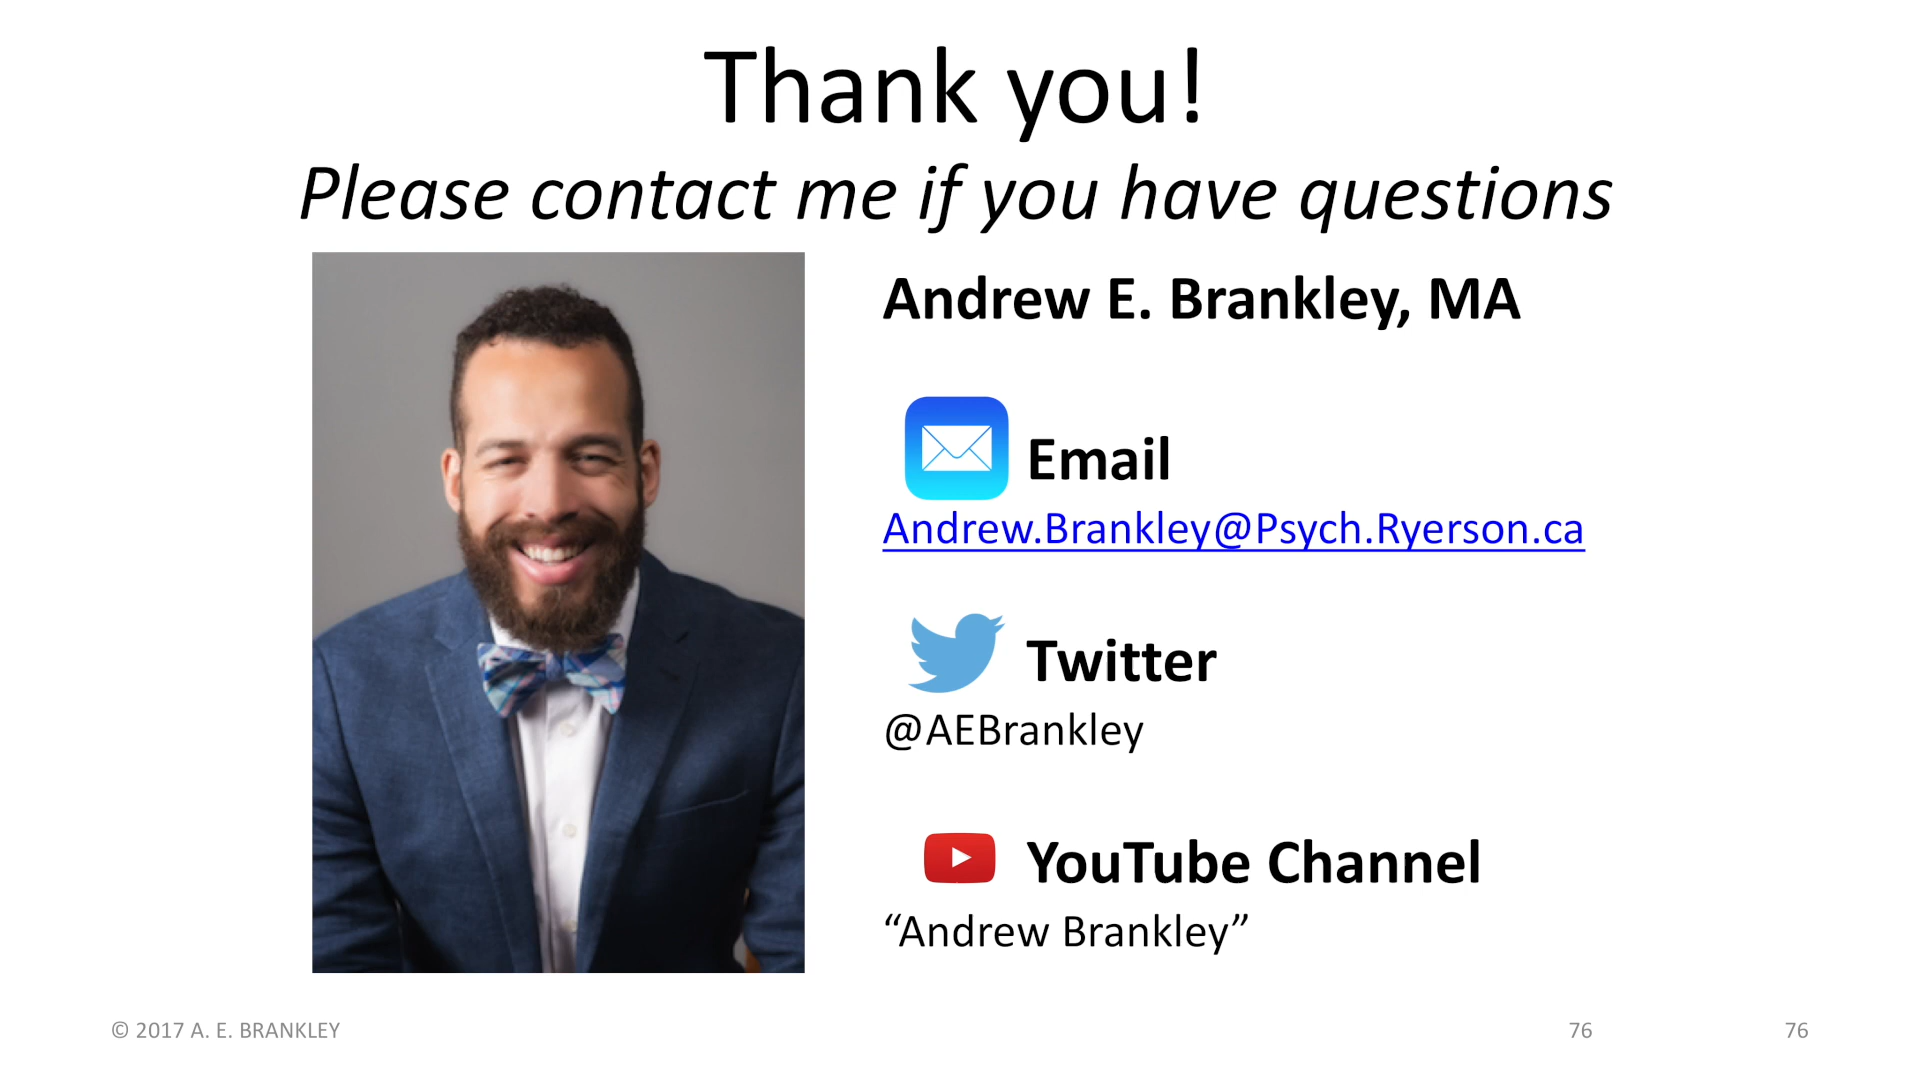 Thank you!
Please contact me if you have questions
Andrew E. Brankley, MA
Email
Andrew.Brankley@Psych.Ryerson.ca
Twitter
@AEBrankley
YouTube Channel
“Andrew Brankley”
© 2017 A. E. BRANKLEY
76
76